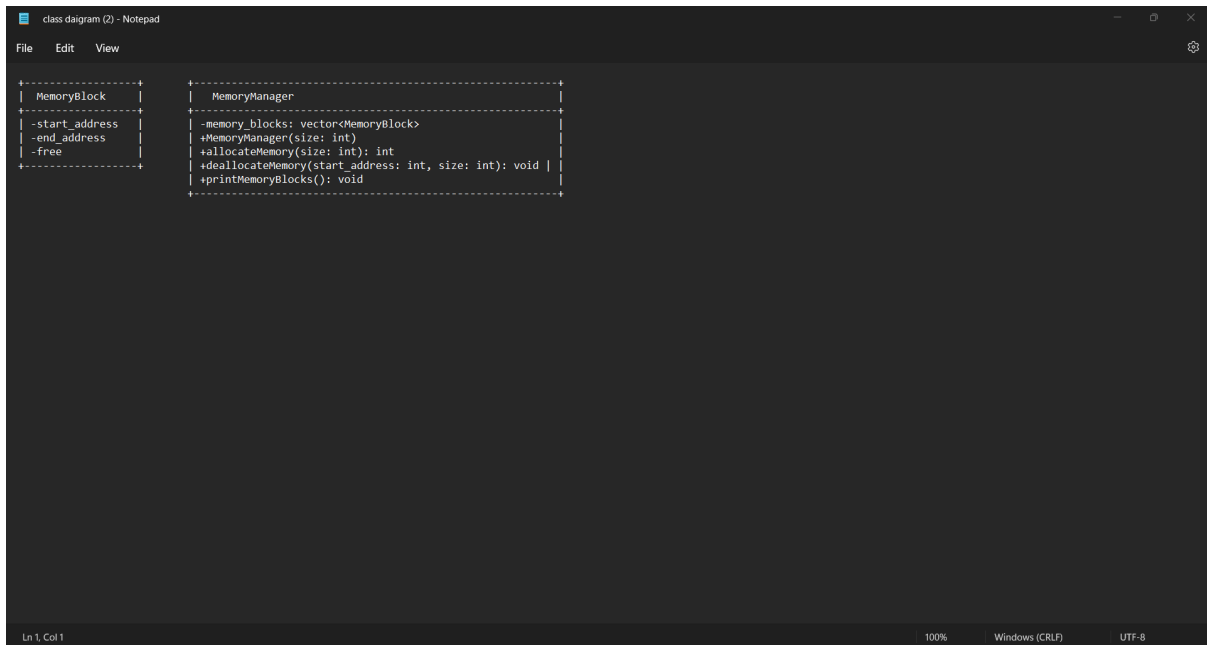 class daigram (2) - Notepad
File Edit View
+------------------+ +----------------------------------------------------------+
| MemoryBlock | | MemoryManager |
+------------------+ +----------------------------------------------------------+
| -start_address | | -memory_blocks: vector<MemoryBlock> |
| -end_address | | +MemoryManager(size: int) |
| -free | | +allocateMemory(size: int): int |
+------------------+ | +deallocateMemory(start_address: int, size: int): void | |
| +printMemoryBlocks(): void |
+----------------------------------------------------------+
Ln 1, Col 1 100% Windows (CRLF) UTF-8